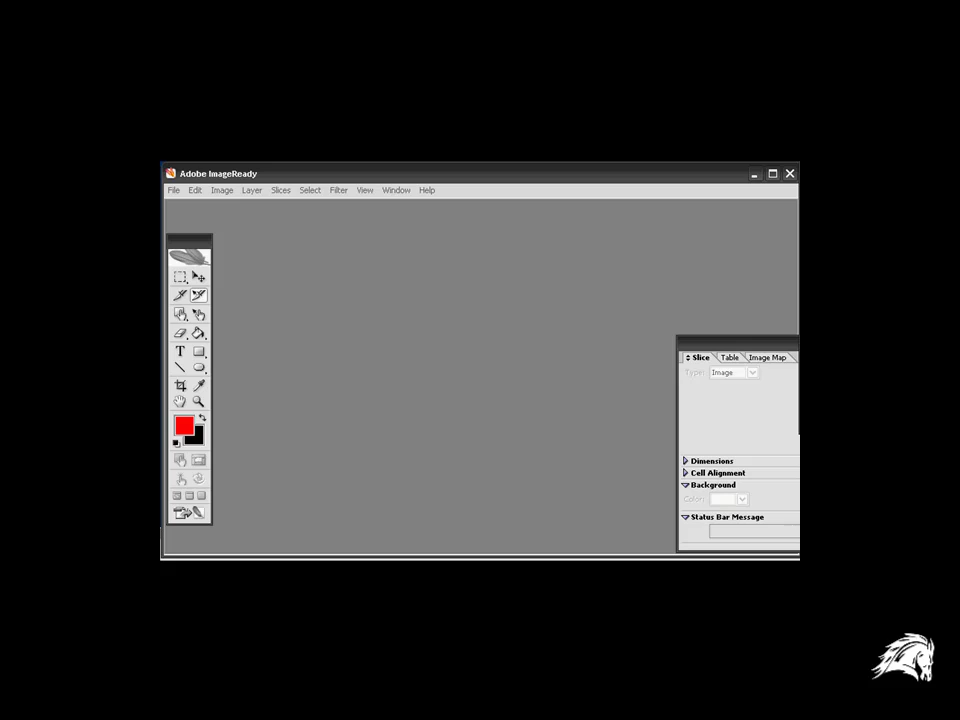 Adobe ImageReady
File Edit Image Layer Slices Select Filter View Window Help
Slice Table Image Map
Type: Image
Dimensions
Cell Alignment
Background
Color:
Status Bar Message
T